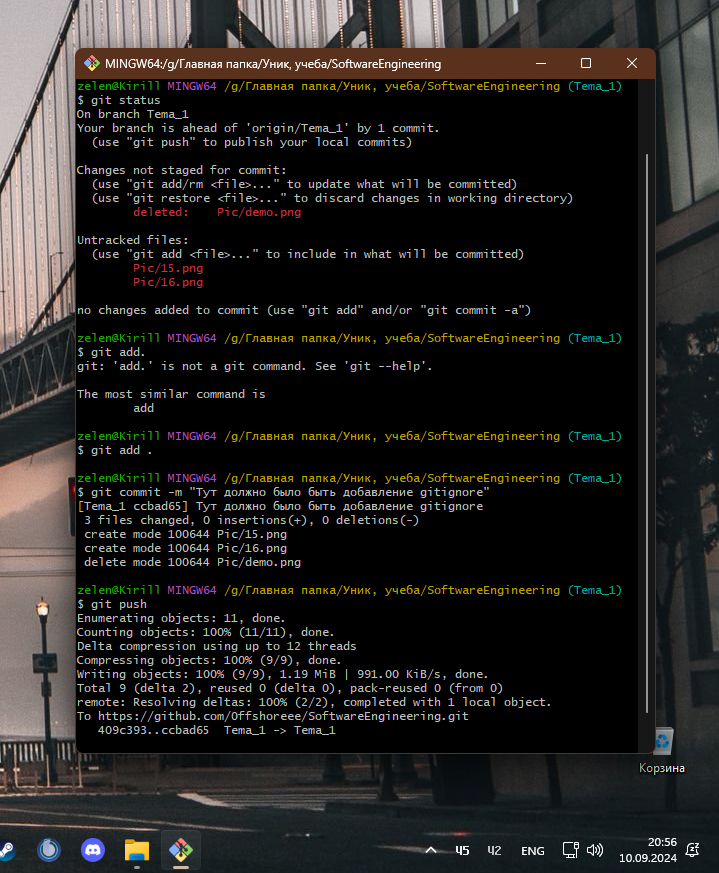 MINGW64:/g/Главная папка/Уник, учеба/SoftwareEngineering
zelen@Kirill MINGW64 /g/Главная папка/Уник, учеба/SoftwareEngineering (Tema_1)
$ git status
On branch Tema_1
Your branch is ahead of 'origin/Tema_1' by 1 commit.
  (use "git push" to publish your local commits)
Changes not staged for commit:
  (use "git add/rm <file>..." to update what will be committed)
  (use "git restore <file>..." to discard changes in working directory)
        deleted:    Pic/demo.png
Untracked files:
  (use "git add <file>..." to include in what will be committed)
        Pic/15.png
        Pic/16.png
no changes added to commit (use "git add" and/or "git commit -a")
zelen@Kirill MINGW64 /g/Главная папка/Уник, учеба/SoftwareEngineering (Tema_1)
$ git add.
git: 'add.' is not a git command. See 'git --help'.
The most similar command is
        add
zelen@Kirill MINGW64 /g/Главная папка/Уник, учеба/SoftwareEngineering (Tema_1)
$ git add .
zelen@Kirill MINGW64 /g/Главная папка/Уник, учеба/SoftwareEngineering (Tema_1)
$ git commit -m "Тут должно было быть добавление gitignore"
[Tema_1 ccbad65] Тут должно было быть добавление gitignore
 3 files changed, 0 insertions(+), 0 deletions(-)
 create mode 100644 Pic/15.png
 create mode 100644 Pic/16.png
 delete mode 100644 Pic/demo.png
zelen@Kirill MINGW64 /g/Главная папка/Уник, учеба/SoftwareEngineering (Tema_1)
$ git push
Enumerating objects: 11, done.
Counting objects: 100% (11/11), done.
Delta compression using up to 12 threads
Compressing objects: 100% (9/9), done.
Writing objects: 100% (9/9), 1.19 MiB | 991.00 KiB/s, done.
Total 9 (delta 2), reused 0 (delta 0), pack-reused 0 (from 0)
remote: Resolving deltas: 100% (2/2), completed with 1 local object.
To https://github.com/Offshoreee/SoftwareEngineering.git
   409c393..ccbad65  Tema_1 -> Tema_1
Корзина
45 42 ENG 20:56
10.09.2024